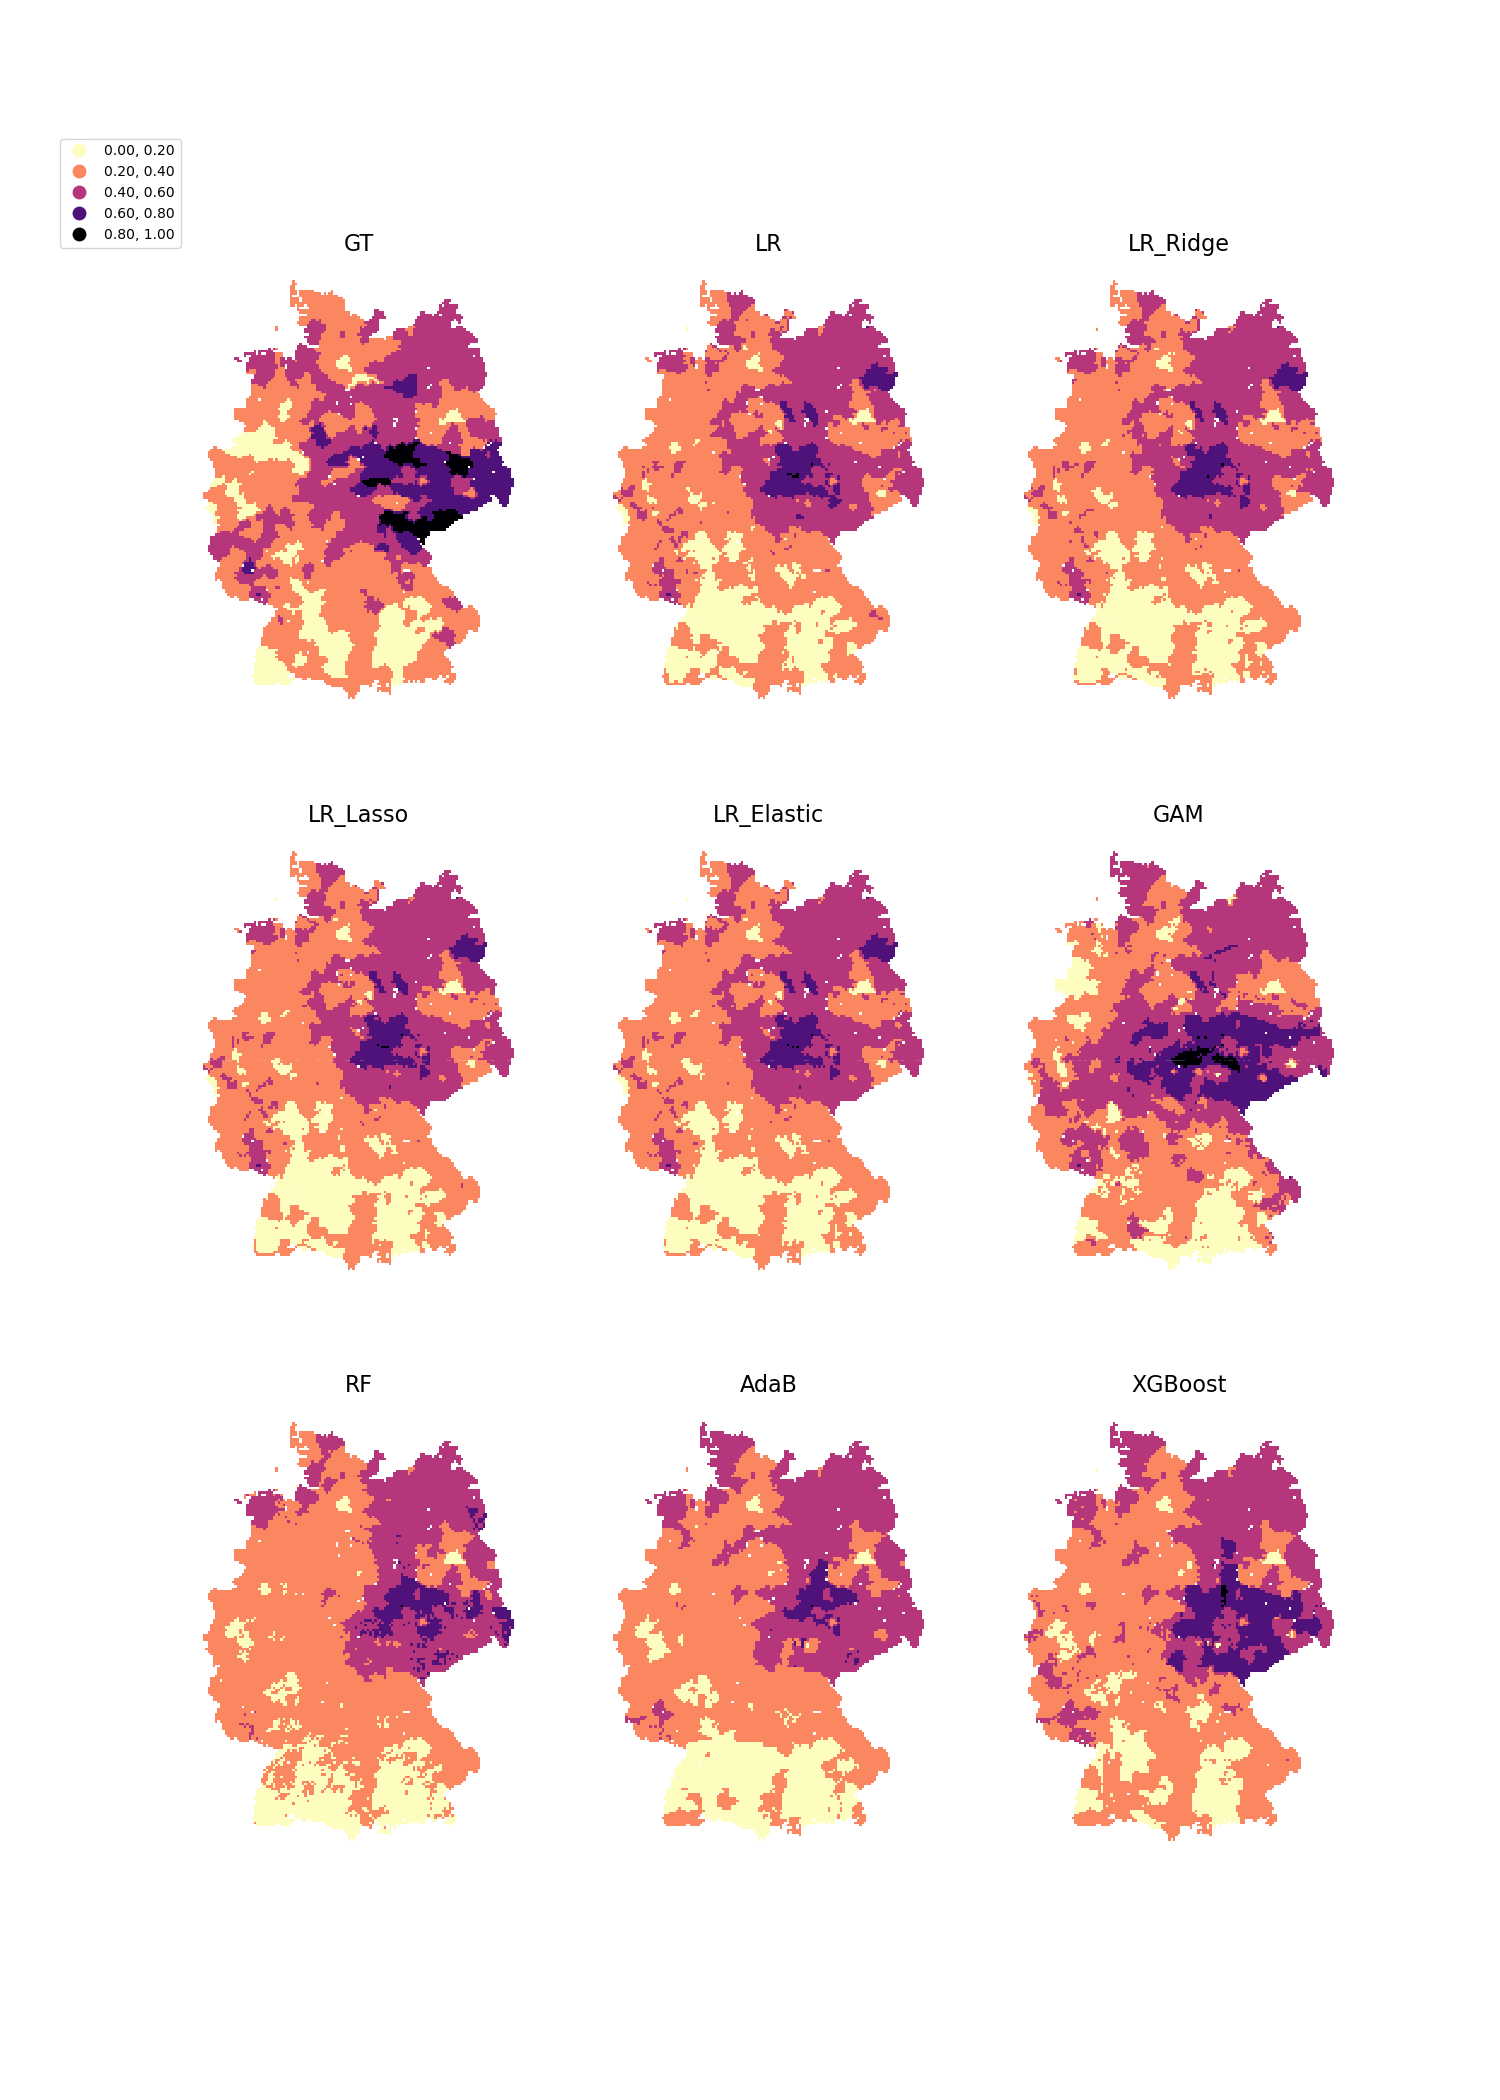 0.00, 0.20
0.20, 0.40
0.40, 0.60
0.60, 0.80
0.80, 1.00
GT
LR
LR_Ridge
LR_Lasso
LR_Elastic
GAM
RF
AdaB
XGBoost